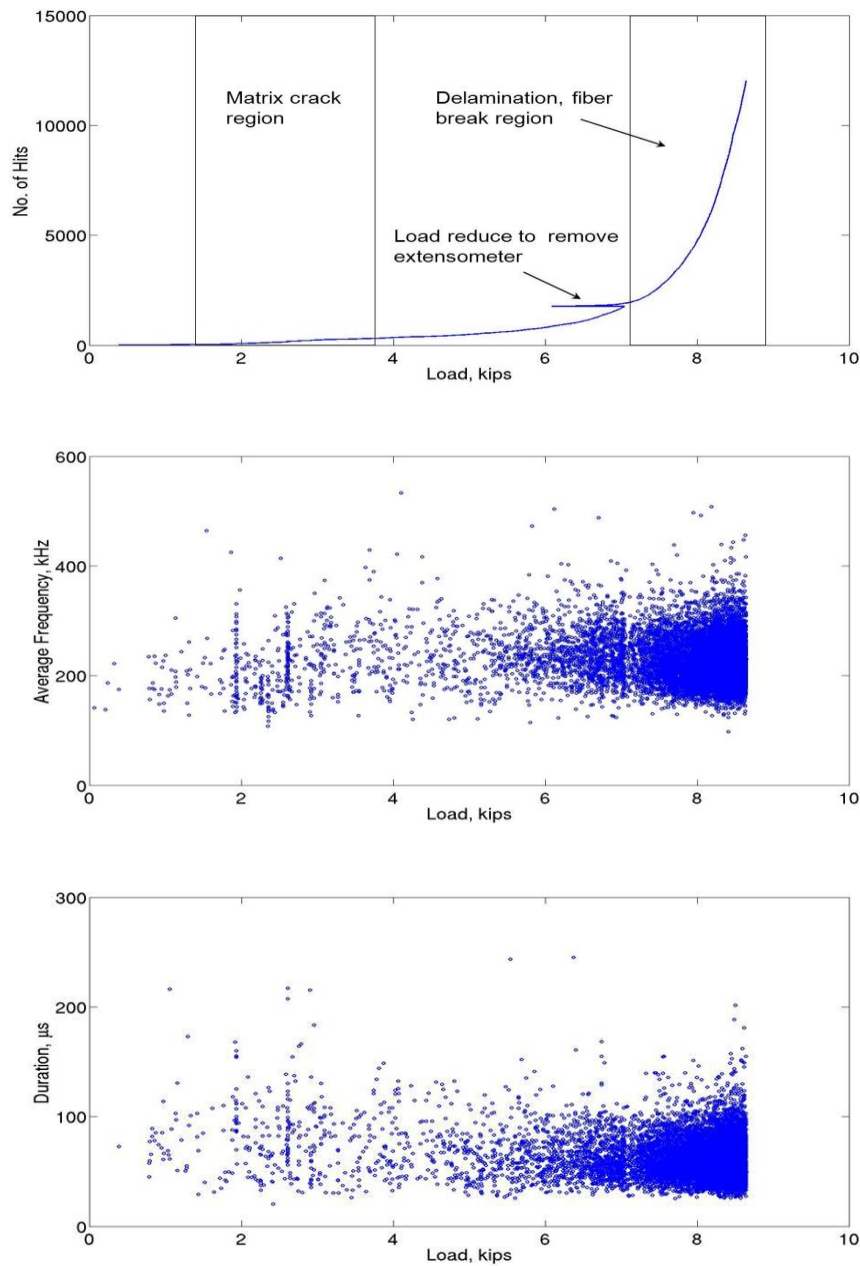 15000
10000
5000
0
No. of Hits
Matrix crack
region
Delamination, fiber
break region
Load reduce to remove
extensometer
0 2 4 6 8 10
Load, kips
600
400
200
0
Average Frequency, kHz
0 2 4 6 8 10
Load, kips
300
200
100
0
Duration, µs
0 2 4 6 8 10
Load, kips